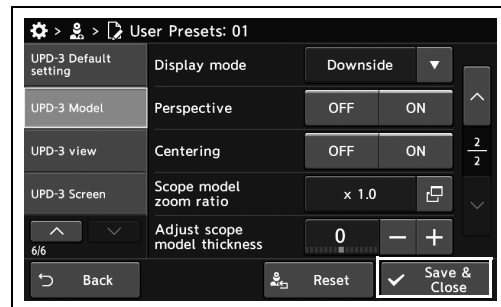 > > User Presets: 01
UPD-3 Default
setting
Display mode
Downside
UPD-3 Model
Perspective
OFF
ON
UPD-3 view
Centering
OFF
ON
2
2
UPD-3 Screen
Scope model
zoom ratio
× 1.0
6/6
Adjust scope
model thickness
0
Back
Reset
Save &
Close